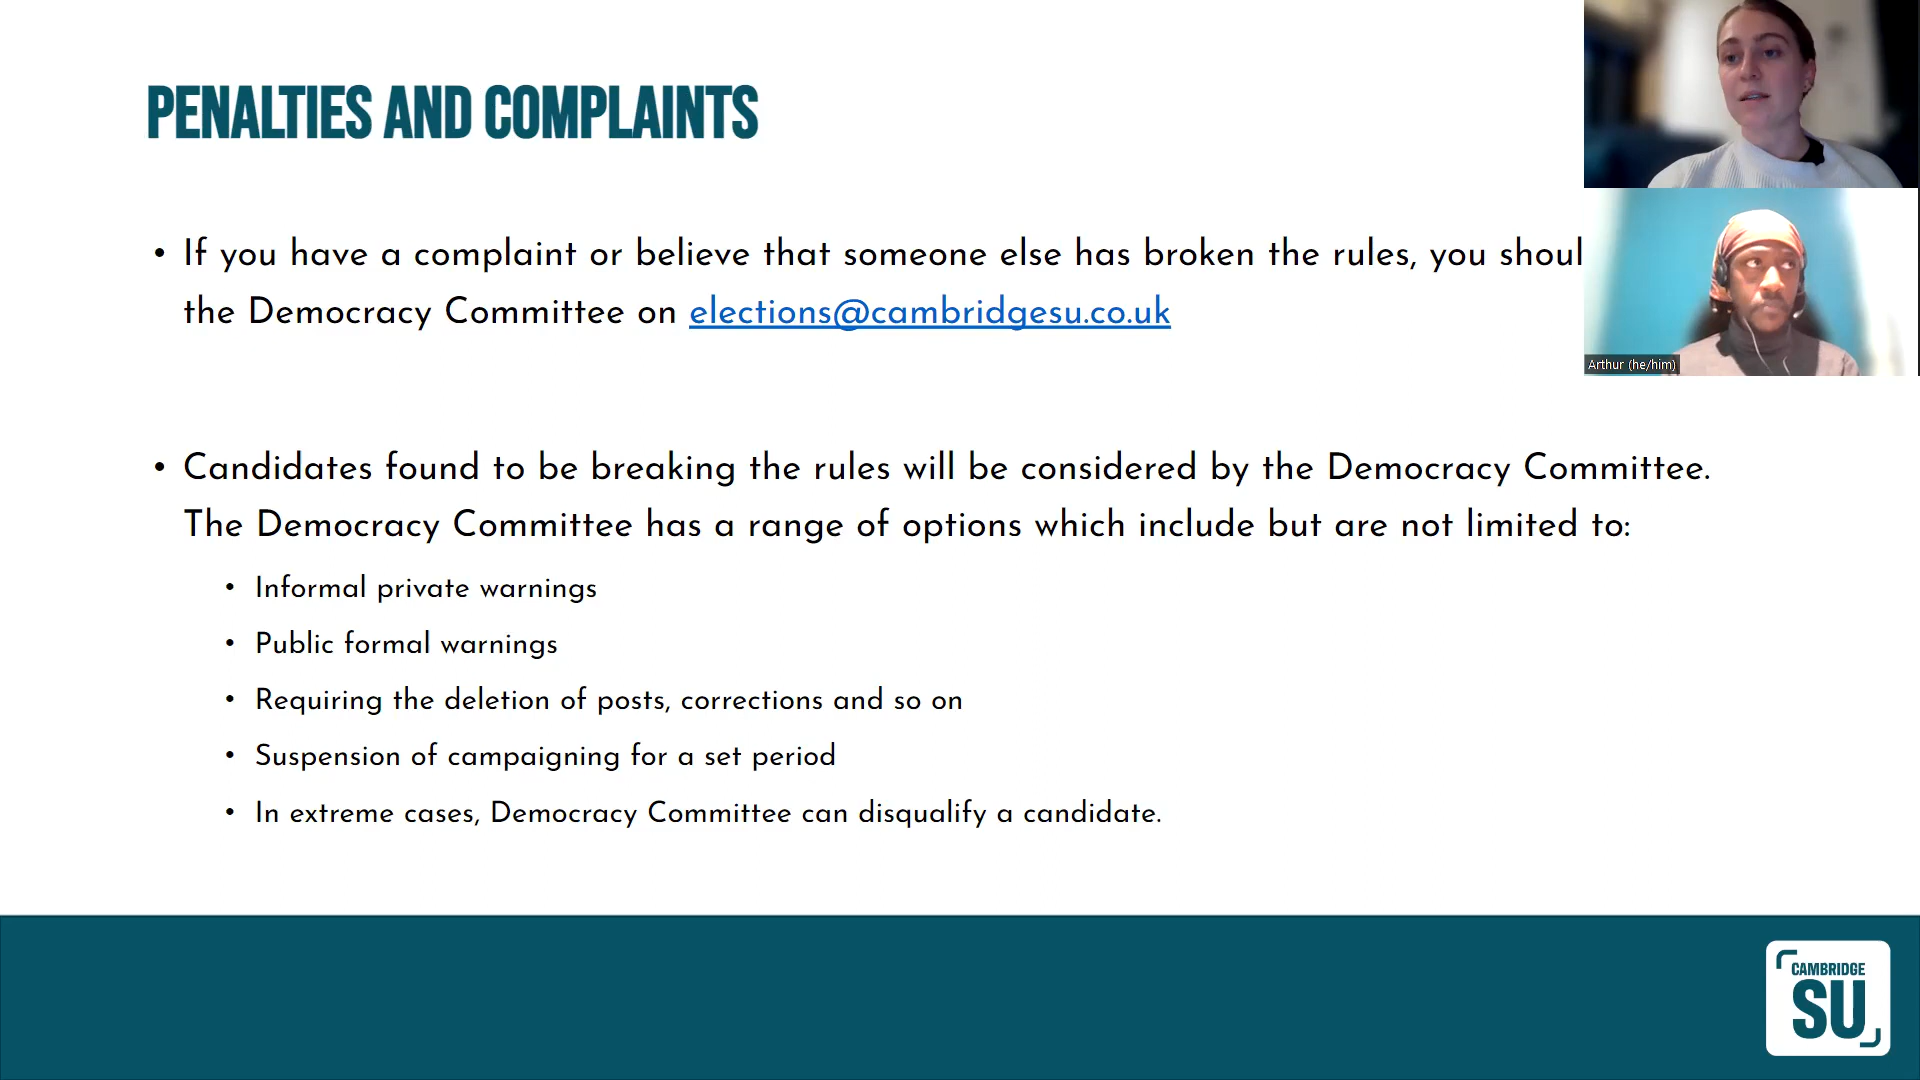 PENALTIES AND COMPLAINTS
• If you have a complaint or believe that someone else has broken the rules, you
the Democracy Committee on elections@cambridgesu.co.uk
Arthur (he/him)
• Candidates found to be breaking the rules will be considered by the Democracy Committee.
The Democracy Committee has a range of options which include but are not limited to:
• Informal private warnings
• Public formal warnings
• Requiring the deletion of posts, corrections and so on
• Suspension of campaigning for a set period
• In extreme cases, Democracy Committee can disqualify a candidate.
CAMBRIDGE
SU